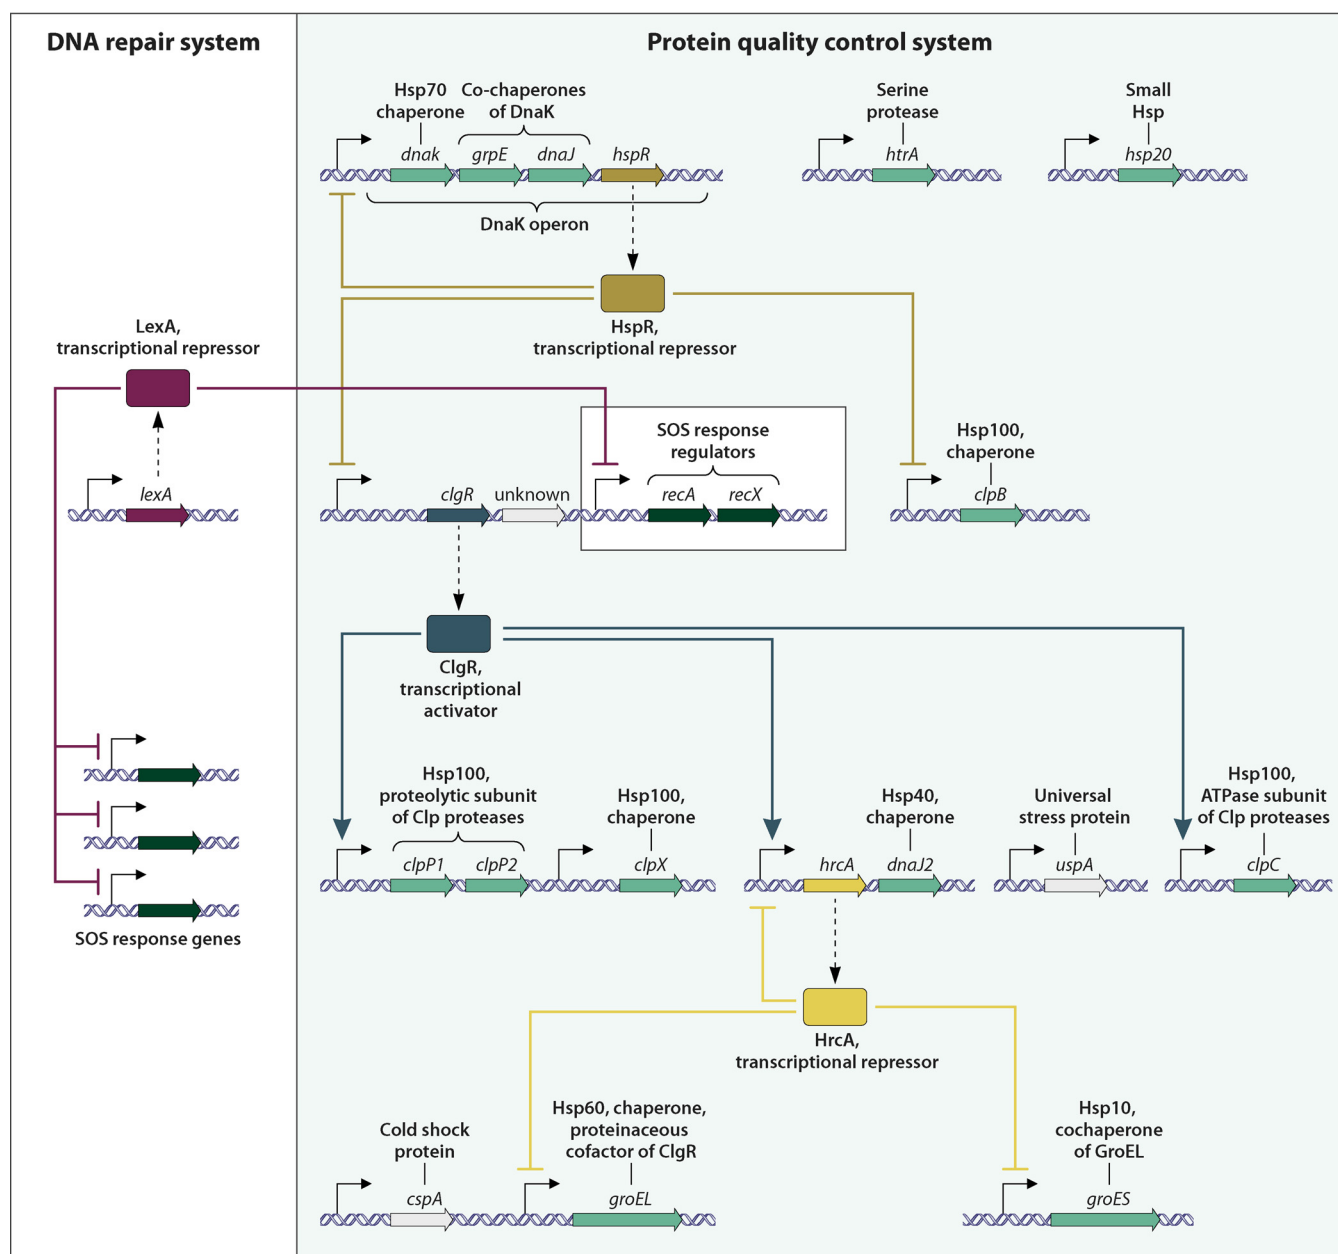 DNA repair system
Protein quality control system
Hsp70
chaperone
Co-chaperones
of DnaK
Serine
protease
Small
Hsp
dnak
grpE
dnaJ
hspR
htrA
hsp20
DnaK operon
HspR,
transcriptional repressor
LexA,
transcriptional repressor
SOS response
regulators
Hsp100,
chaperone
lexA
clgR
unknown
recA
recX
clpB
ClgR,
transcriptional
activator
Hsp100,
proteolytic subunit
of Clp proteases
Hsp100,
chaperone
Hsp40,
chaperone
Universal
stress protein
Hsp100,
ATPase subunit
of Clp proteases
clpP1
clpP2
clpX
hrcA
dnaJ2
uspA
clpC
SOS response genes
HrcA,
transcriptional repressor
Cold shock
protein
Hsp60, chaperone,
proteinaceous
cofactor of ClgR
Hsp10,
cochaperone
of GroEL
cspA
groEL
groES